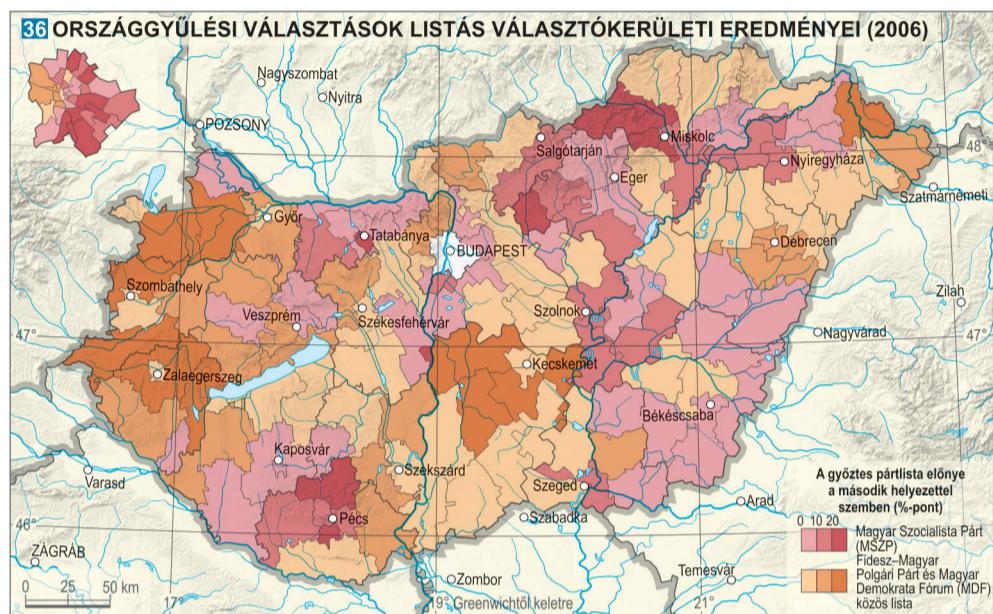 36 ORSZÁGGYŰLÉSI VÁLASZTÁSOK LISTÁS VÁLASZTÓKERÜLETI EREDMÉNYEI (2006)
Nagyszombat
Nyitra
POZSONY
Salgótarján
Miskolc
48°
Eger
Nyíregyháza
Szatmárnémeti
Győr
Tatabánya
BUDAPEST
Debrecen
Szombathely
Veszprém
Székesfehérvár
Szolnok
Zilah
47°
Nagyvárad
47°
Zalaegerszeg
Kecskemét
Békéscsaba
Kaposvár
Szekszárd
Varasd
Szeged
Arad
46°
Pécs
Szabadka
ZÁGRÁB
Zombor
Temesvár
0 25 50 km
17°
19°
Greenwichtől keletre
21°
A győztes pártlista előnye
a második helyezettel
szemben (%-pont)
0 10 20
Magyar Szocialista Párt
(MSZP)
Fidesz–Magyar
Polgári Párt és Magyar
Demokrata Fórum (MDF)
közös lista